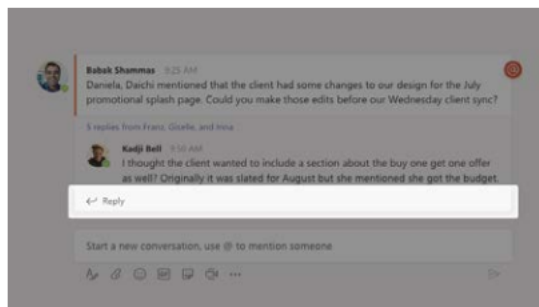 Babak Shammas 9:25 AM
Daniela, Daichi mentioned that the client had some changes to our design for the July
promotional splash page. Could you make those edits before our Wednesday client sync?
5 replies from Franz, Giselle, and Irina
Kadji Bell 9:50 AM
I thought the client wanted to include a section about the buy one get one offer
as well? Originally it was slated for August but she mentioned she got the budget.
Reply
Start a new conversation, use @ to mention someone